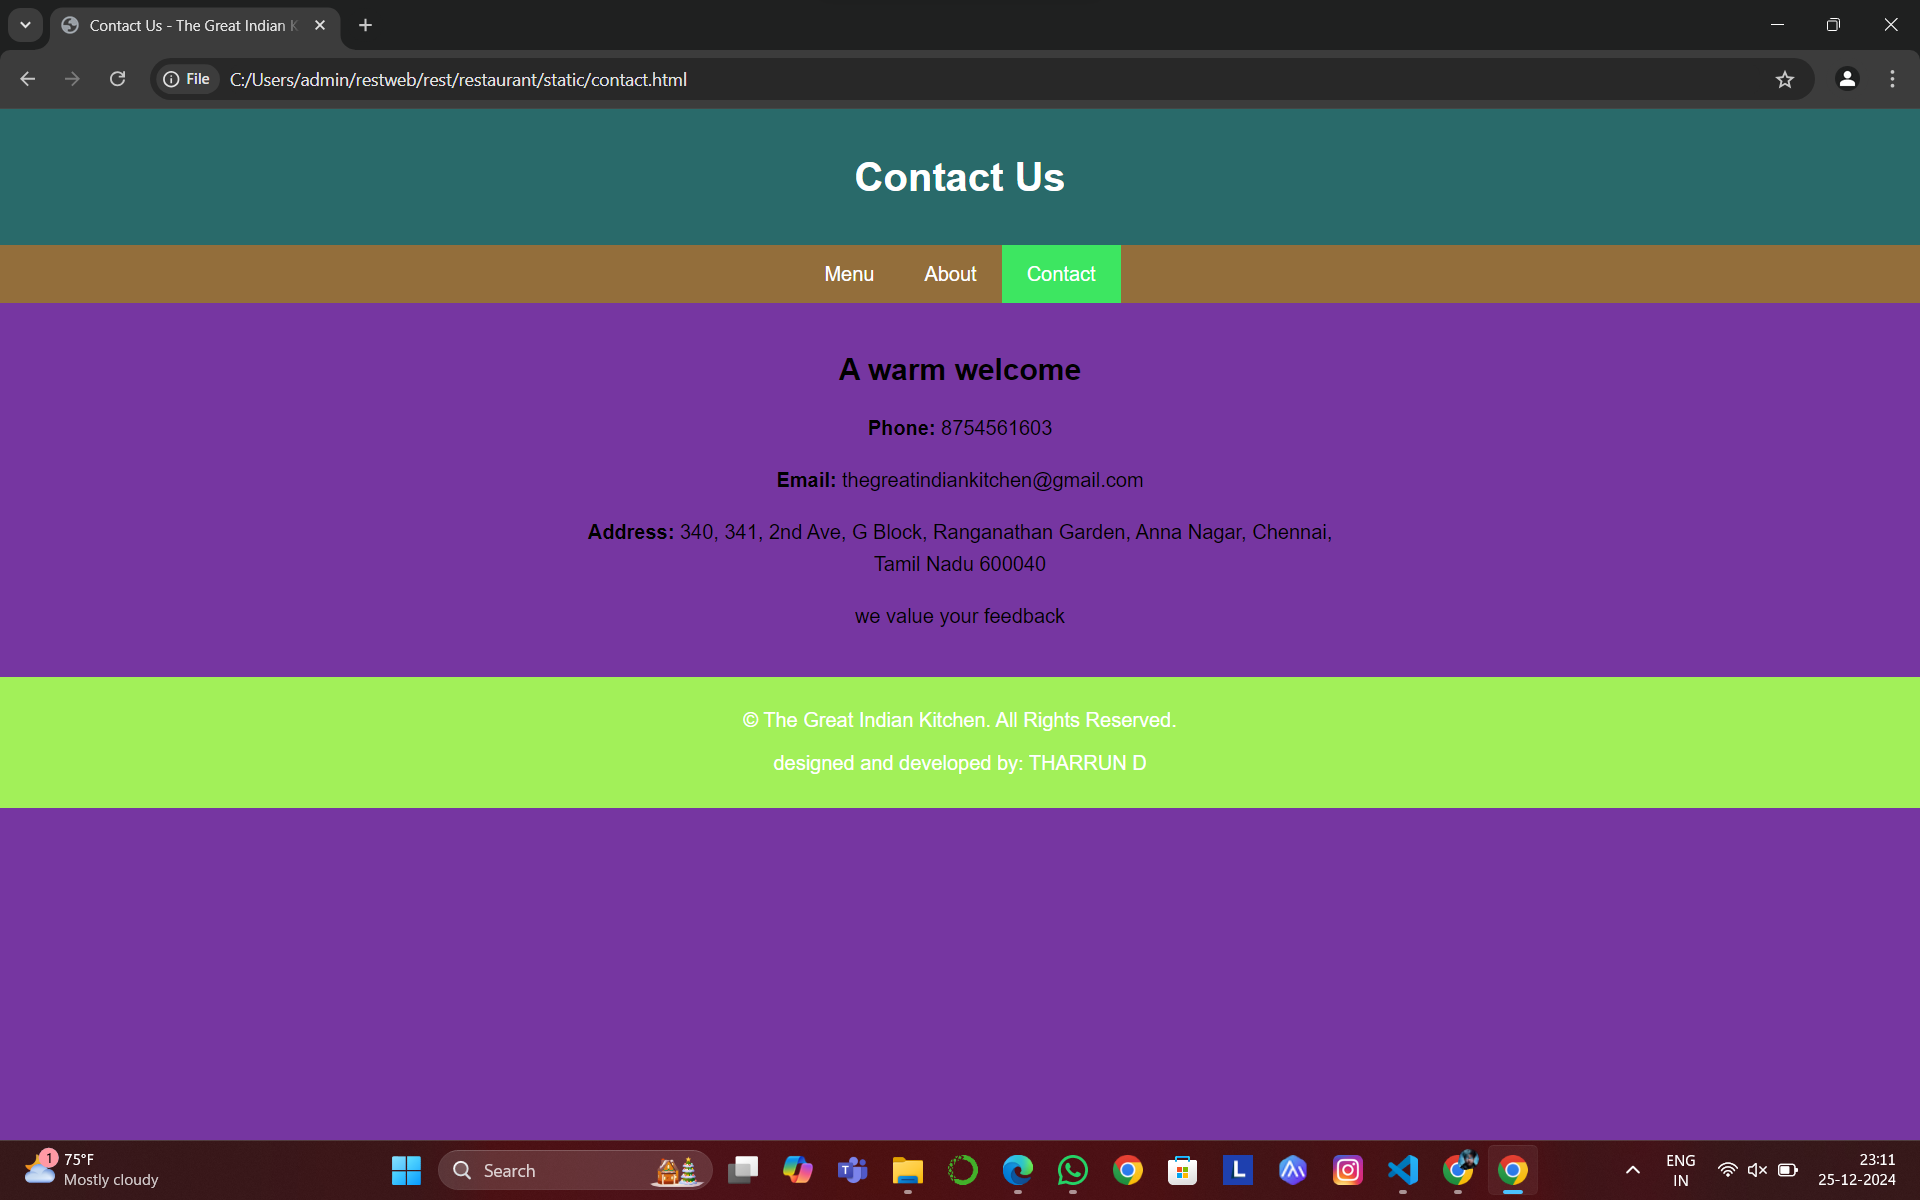 Contact Us - The Great Indian K
File
C:/Users/admin/restweb/rest/restaurant/static/contact.html
Contact Us
Menu About Contact
A warm welcome
Phone: 8754561603
Email: thegreatindiankitchen@gmail.com
Address: 340, 341, 2nd Ave, G Block, Ranganathan Garden, Anna Nagar, Chennai,
Tamil Nadu 600040
we value your feedback
© The Great Indian Kitchen. All Rights Reserved.
designed and developed by: THARRUN D
1
75°F
Mostly cloudy
Search
T
L
ENG
IN
23:11
25-12-2024